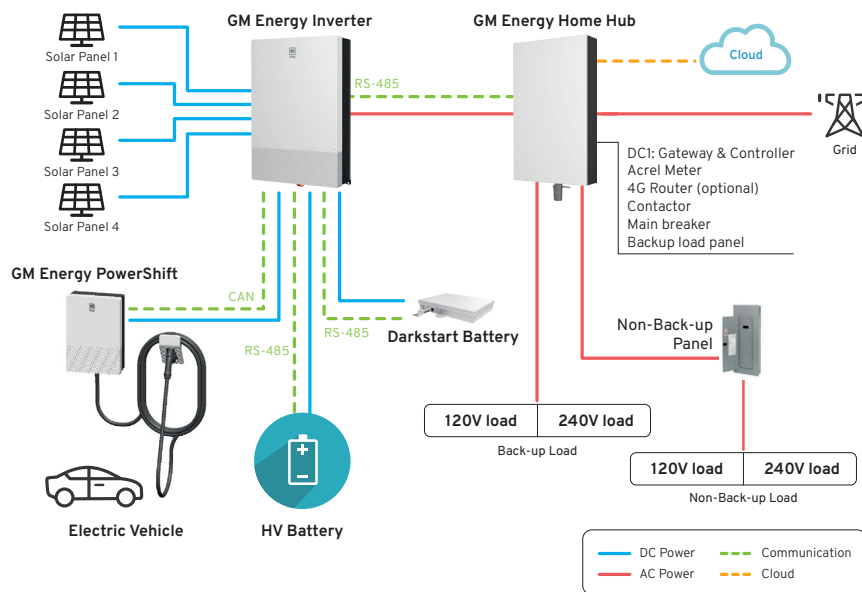 GM Energy Inverter
GM Energy Home Hub
Solar Panel 1
Solar Panel 2
Solar Panel 3
Solar Panel 4
RS-485
Cloud
Grid
DC1: Gateway & Controller
Acrel Meter
4G Router (optional)
Contactor
Main breaker
Backup load panel
GM Energy PowerShift
CAN
RS-485
RS-485
Darkstart Battery
Non-Back-up
Panel
120V load
240V load
Back-up Load
120V load
240V load
Non-Back-up Load
Electric Vehicle
HV Battery
DC Power
Communication
AC Power
Cloud